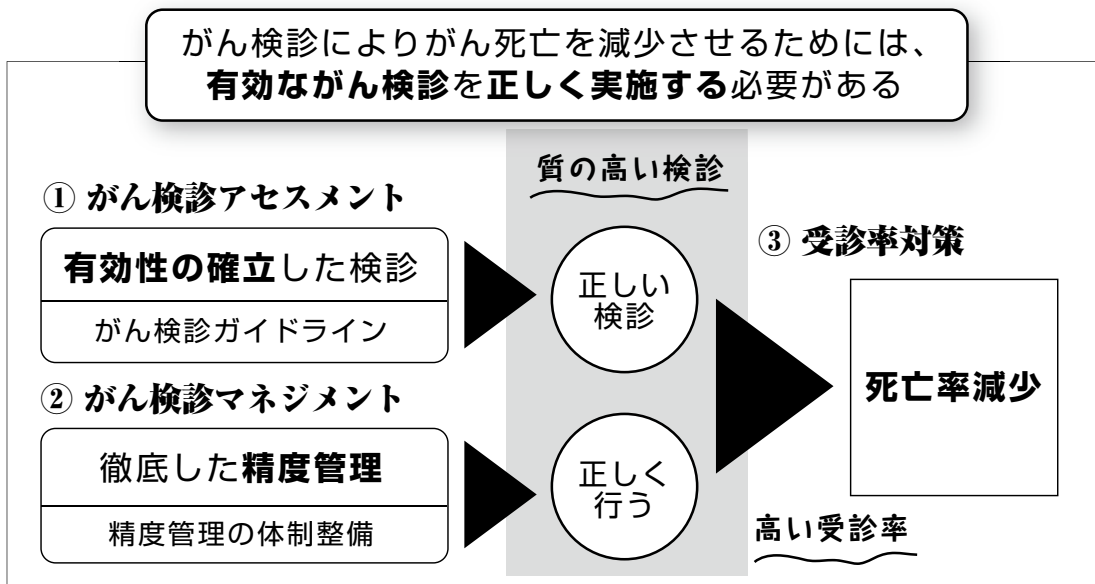 がん検診によりがん死亡を減少させるためには、
有効ながん検診を正しく実施する必要がある
質の高い検診
① がん検診アセスメント
有効性の確立した検診
がん検診ガイドライン
正しい
検診
② がん検診マネジメント
徹底した精度管理
精度管理の体制整備
正しく
行う
③ 受診率対策
死亡率減少
高い受診率